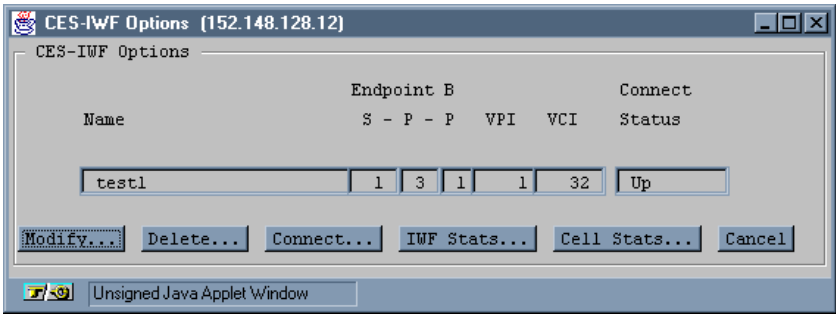 CES-IWF Options (152.148.128.12)
CES-IWF Options
Endpoint B Connect
Name S - P - P VPI VCI Status
test1 1 3 1 1 32 Up
Modify... Delete... Connect... IWF Stats... Cell Stats... Cancel
Unsigned Java Applet Window